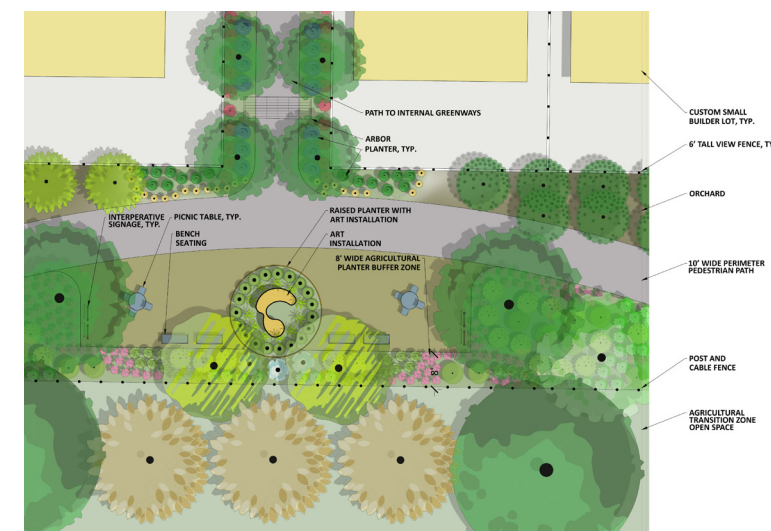 PATH TO INTERNAL GREENWAYS
CUSTOM SMALL
BUILDER LOT, TYP.
ARBOR
PLANTER, TYP.
6' TALL VIEW FENCE, TY
ORCHARD
INTERPERATIVE
SIGNAGE, TYP.
PICNIC TABLE, TYP.
BENCH
SEATING
RAISED PLANTER WITH
ART INSTALLATION
ART
INSTALLATION
8' WIDE AGRICULTURAL
PLANTER BUFFER ZONE
10' WIDE PERIMETER
PEDESTRIAN PATH
8'
POST AND
CABLE FENCE
AGRICULTURAL
TRANSITION ZONE
OPEN SPACE